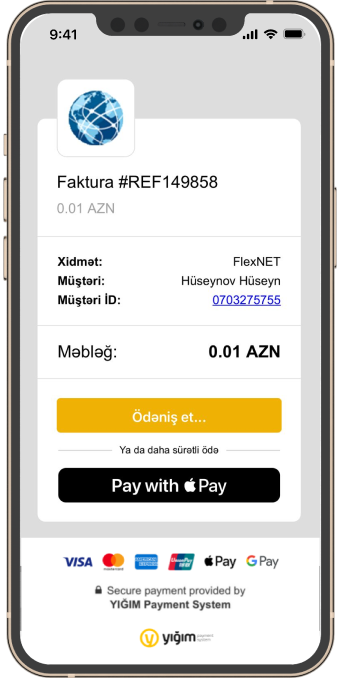 9:41
Faktura #REF149858
0.01 AZN
Xidmət: FlexNET
Müştəri: Hüseynov Hüseyn
Müştəri İD: 0703275755
Məbləğ: 0.01 AZN
Ödəniş et...
Ya da daha sürətli ödə
Pay with Pay
VISA mastercard AMERICAN EXPRESS UnionPay Pay G Pay
Secure payment provided by
YIĞIM Payment System
yığım payment system